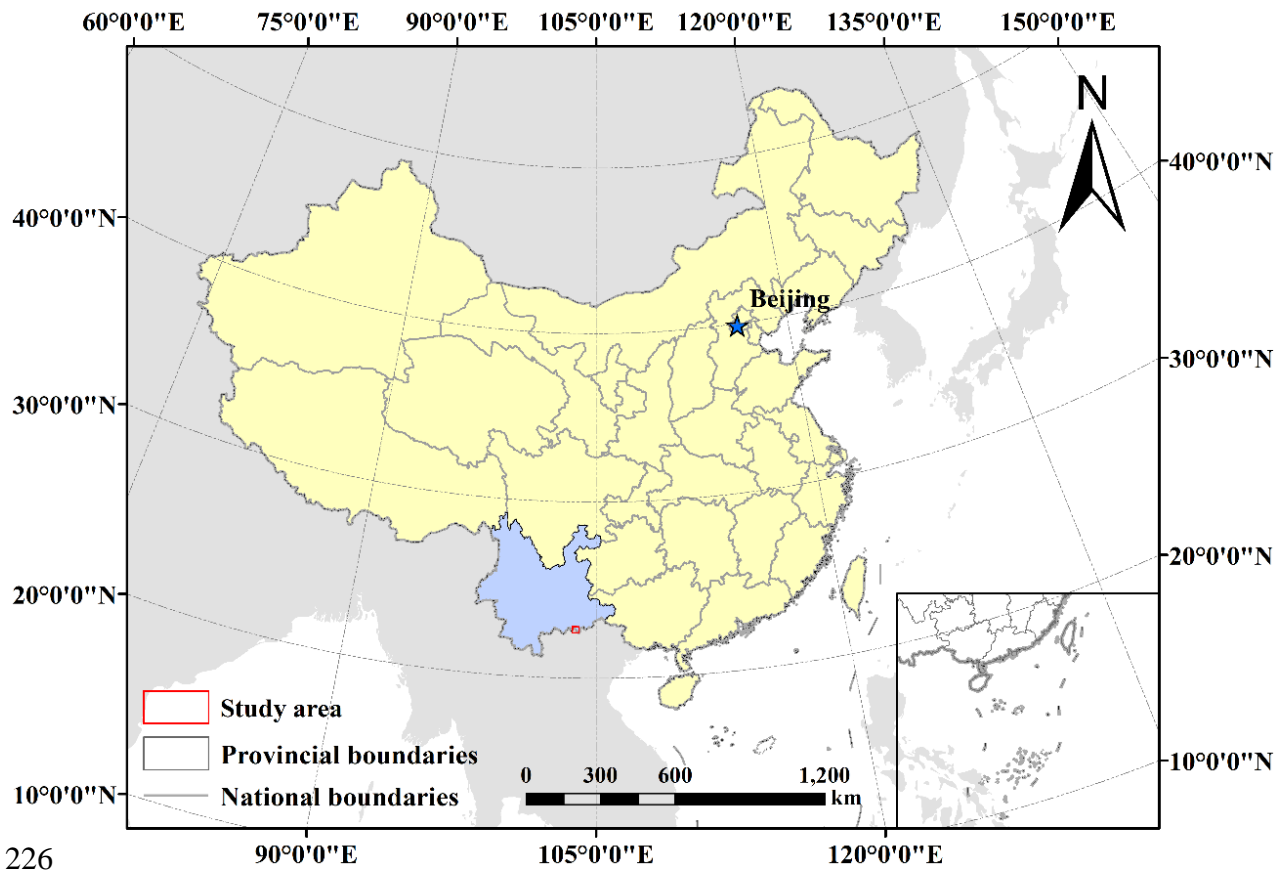 60°0'0"E 75°0'0"E 90°0'0"E 105°0'0"E 120°0'0"E 135°0'0"E 150°0'0"E
N
40°0'0"N 40°0'0"N
Beijing
30°0'0"N 30°0'0"N
20°0'0"N 20°0'0"N
Study area
Provincial boundaries
National boundaries
0 300 600 1,200
km
10°0'0"N 10°0'0"N
90°0'0"E 105°0'0"E 120°0'0"E
226